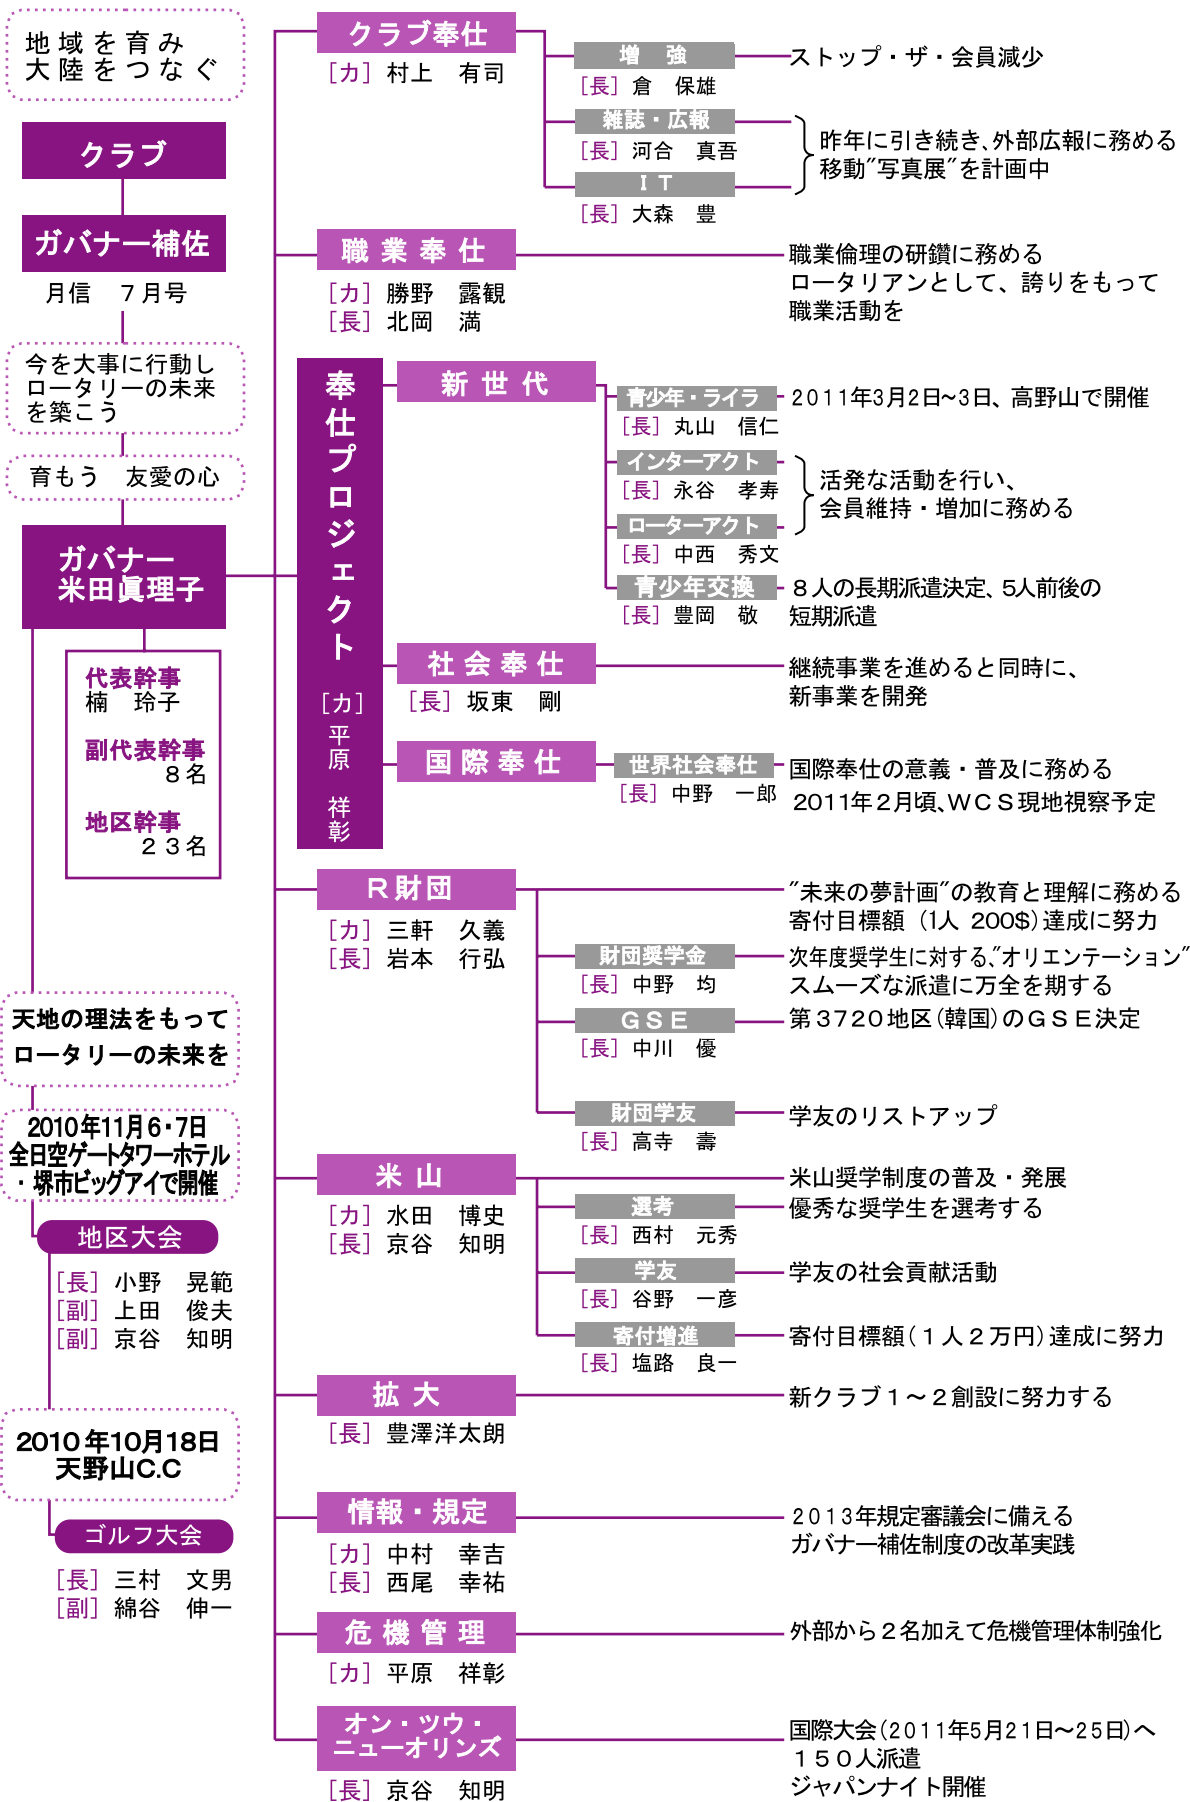 地域を育み
大陸をつなぐ
クラブ
ガバナー補佐
月信　７月号
今を大事に行動し
ロータリーの未来
を築こう
育もう　友愛の心
ガバナー
米田眞理子
代表幹事
楠　玲子
副代表幹事
８名
地区幹事
２３名
天地の理法をもって
ロータリーの未来を
2010年11月6・7日
全日空ゲートタワーホテル
・堺市ビッグアイで開催
地区大会
［長］小野　晃範
［副］上田　俊夫
［副］京谷　知明
2010年10月18日
天野山C.C
ゴルフ大会
［長］三村　文男
［副］綿谷　伸一
クラブ奉仕
［カ］村上　有司
増　強
［長］倉　保雄
ストップ・ザ・会員減少
雑誌・広報
［長］河合　真吾
ＩＴ
［長］大森　豊
昨年に引き続き、外部広報に務める
移動"写真展"を計画中
職業奉仕
［カ］勝野　露観
［長］北岡　満
職業倫理の研鑽に務める
ロータリアンとして、誇りをもって
職業活動を
奉仕プロジェクト
［カ］平原　祥彰
新世代
青少年・ライラ
［長］丸山　信仁
2011年3月2日~3日、高野山で開催
インターアクト
［長］永谷　孝寿
ローターアクト
［長］中西　秀文
活発な活動を行い、
会員維持・増加に務める
青少年交換
［長］豊岡　敬
８人の長期派遣決定、5人前後の
短期派遣
社会奉仕
［長］坂東　剛
継続事業を進めると同時に、
新事業を開発
国際奉仕
世界社会奉仕
［長］中野　一郎
国際奉仕の意義・普及に務める
2011年２月頃、ＷＣＳ現地視察予定
Ｒ財団
［カ］三軒　久義
［長］岩本　行弘
"未来の夢計画"の教育と理解に務める
寄付目標額（1人 200$）達成に努力
財団奨学金
［長］中野　均
次年度奨学生に対する、"オリエンテーション"
スムーズな派遣に万全を期する
ＧＳＥ
［長］中川　優
第３７２０地区(韓国)のＧＳＥ決定
財団学友
［長］高寺　壽
学友のリストアップ
米山
［カ］水田　博史
［長］京谷　知明
米山奨学制度の普及・発展
選考
［長］西村　元秀
優秀な奨学生を選考する
学友
［長］谷野　一彦
学友の社会貢献活動
寄付増進
［長］塩路　良一
寄付目標額(１人２万円)達成に努力
拡大
［長］豊澤洋太朗
新クラブ１～２創設に努力する
情報・規定
［カ］中村　幸吉
［長］西尾　幸祐
2013年規定審議会に備える
ガバナー補佐制度の改革実践
危機管理
［カ］平原　祥彰
外部から２名加えて危機管理体制強化
オン・ツウ・
ニューオリンズ
［長］京谷　知明
国際大会(2011年5月21日～25日)へ
１５０人派遣
ジャパンナイト開催